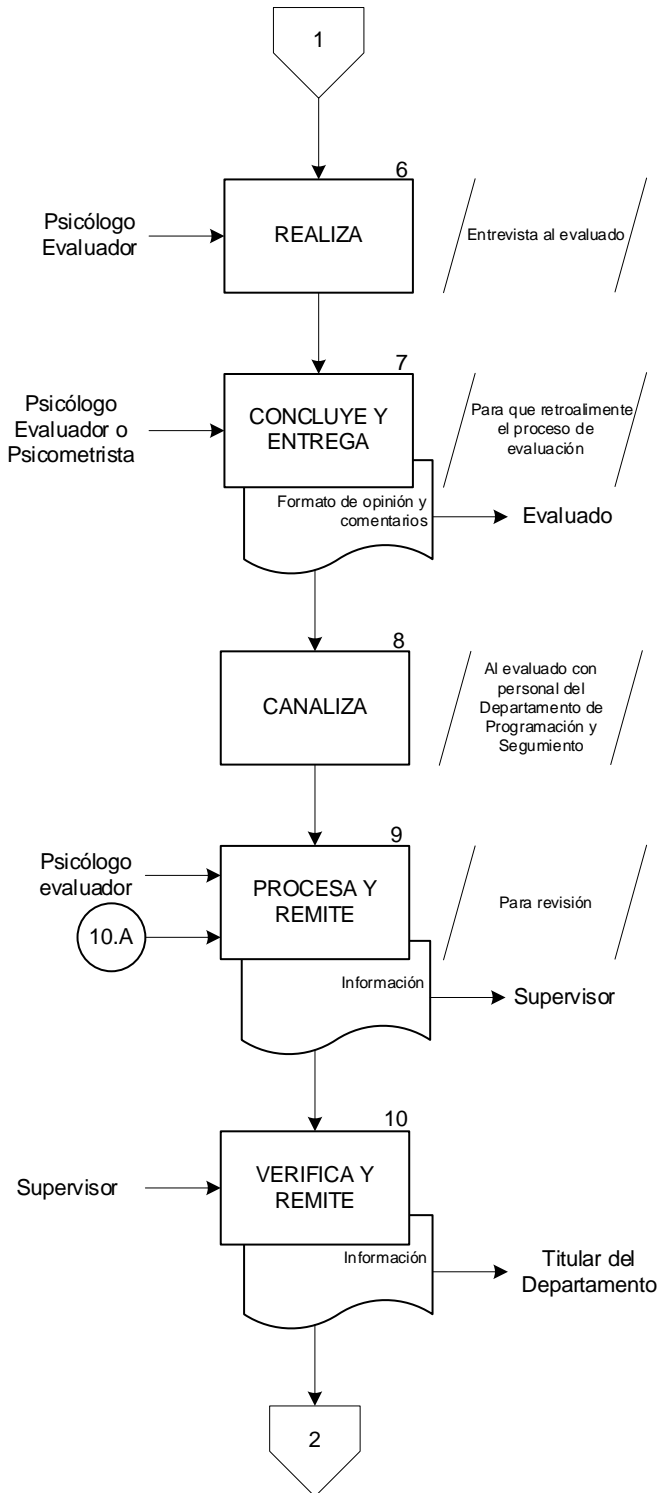 1
6
Psicólogo
Evaluador
REALIZA
Entrevista al evaluado
7
Psicólogo
Evaluador o
Psicometrista
CONCLUYE Y
ENTREGA
Para que retroalimente
el proceso de
evaluación
Formato de opinión y
comentarios
Evaluado
8
CANALIZA
Al evaluado con
personal del
Departamento de
Programación y
Segumiento
9
Psicólogo
evaluador
10.A
PROCESA Y
REMITE
Para revisión
Información
Supervisor
10
Supervisor
VERIFICA Y
REMITE
Información
Titular del
Departamento
2